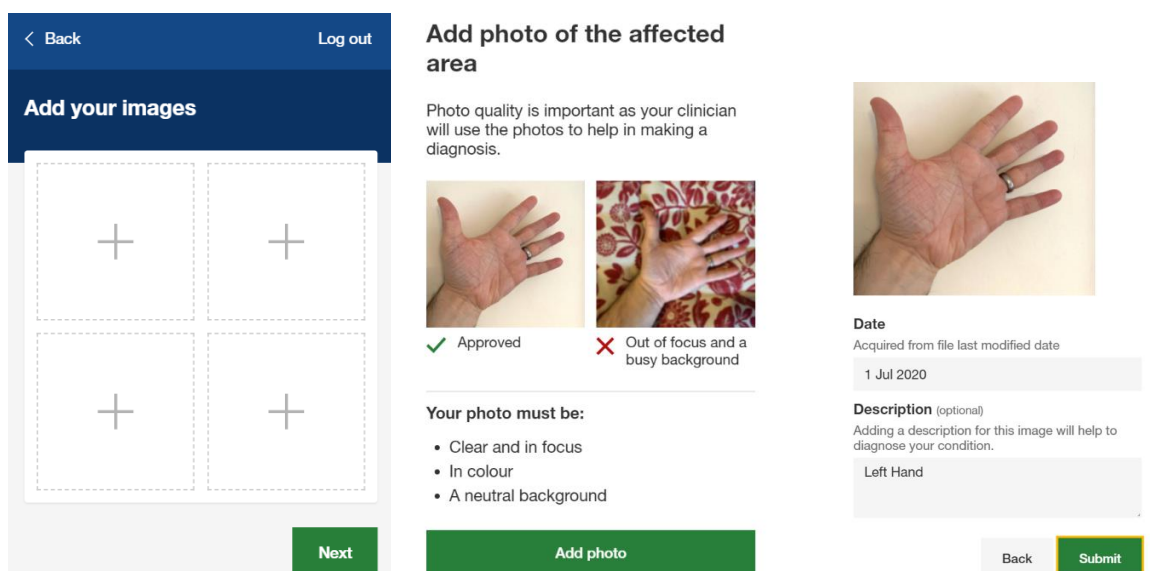 Back
Log out
Add your images
Next
Add photo of the affected
area
Photo quality is important as your clinician
will use the photos to help in making a
diagnosis.
Approved
Out of focus and a
busy background
Your photo must be:
• Clear and in focus
• In colour
• A neutral background
Add photo
Date
Acquired from file last modified date
1 Jul 2020
Description (optional)
Adding a description for this image will help to
diagnose your condition.
Left Hand
Back
Submit